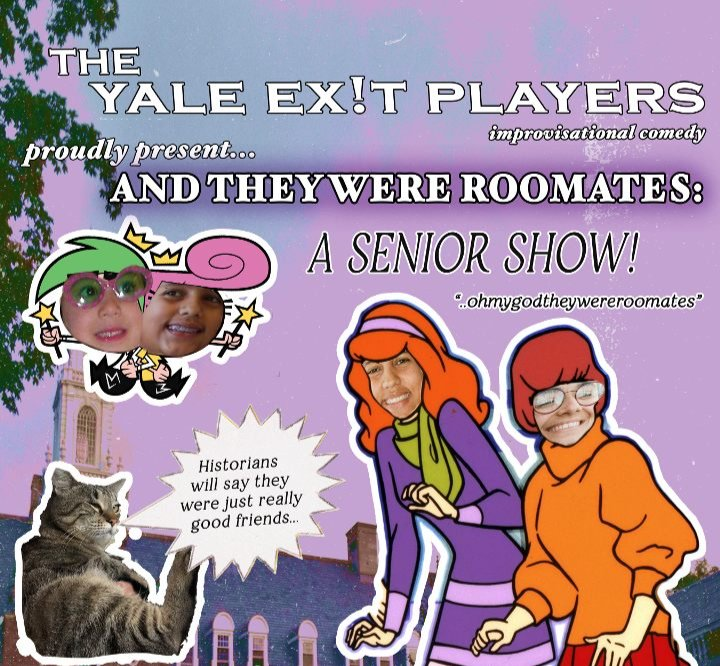 THE
YALE EX!T PLAYERS
improvisational comedy
proudly present...
AND THEY WERE ROOMATES:
A SENIOR SHOW!
"..ohmygodtheywereroomates"
Historians
will say they
were just really
good friends...